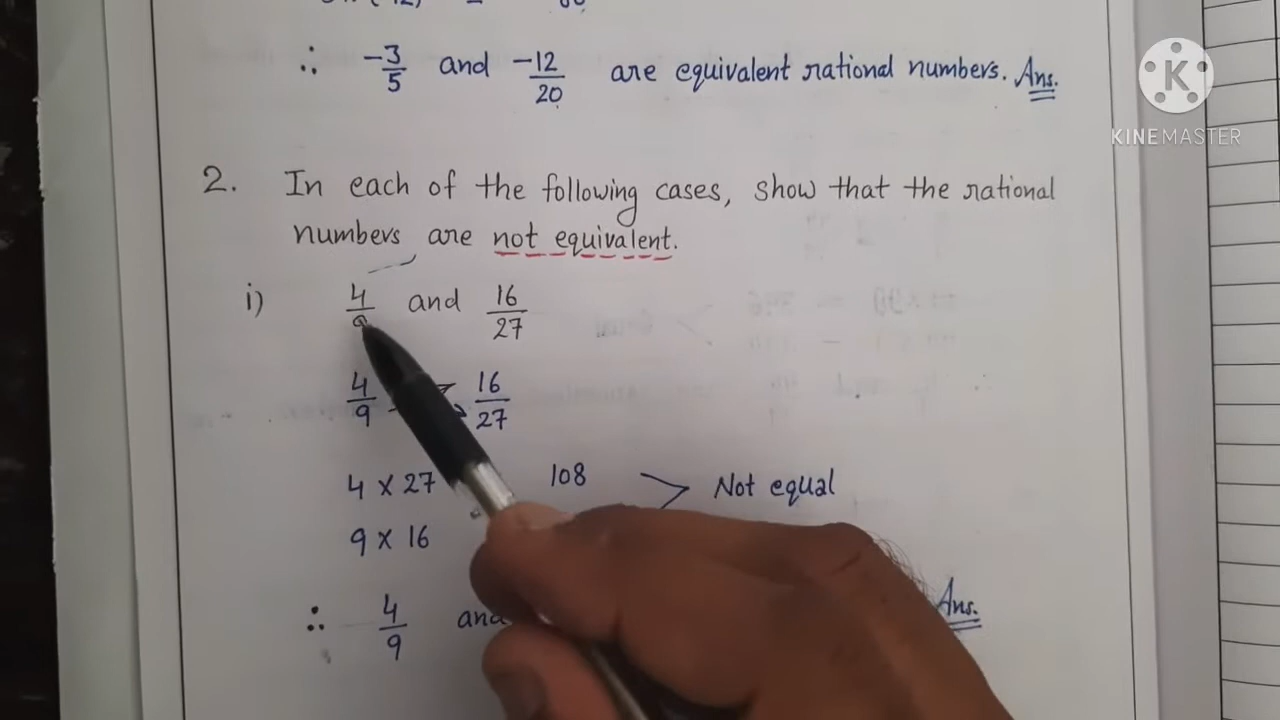 ∴ -3/5 and -12/20 are equivalent rational numbers. Ans.
KINEMASTER
2. In each of the following cases, show that the rational
numbers are not equivalent.
i) 4/9 and 16/27
4/9 16/27
4 × 27 108 Not equal
9 × 16
∴ 4/9 and Ans.